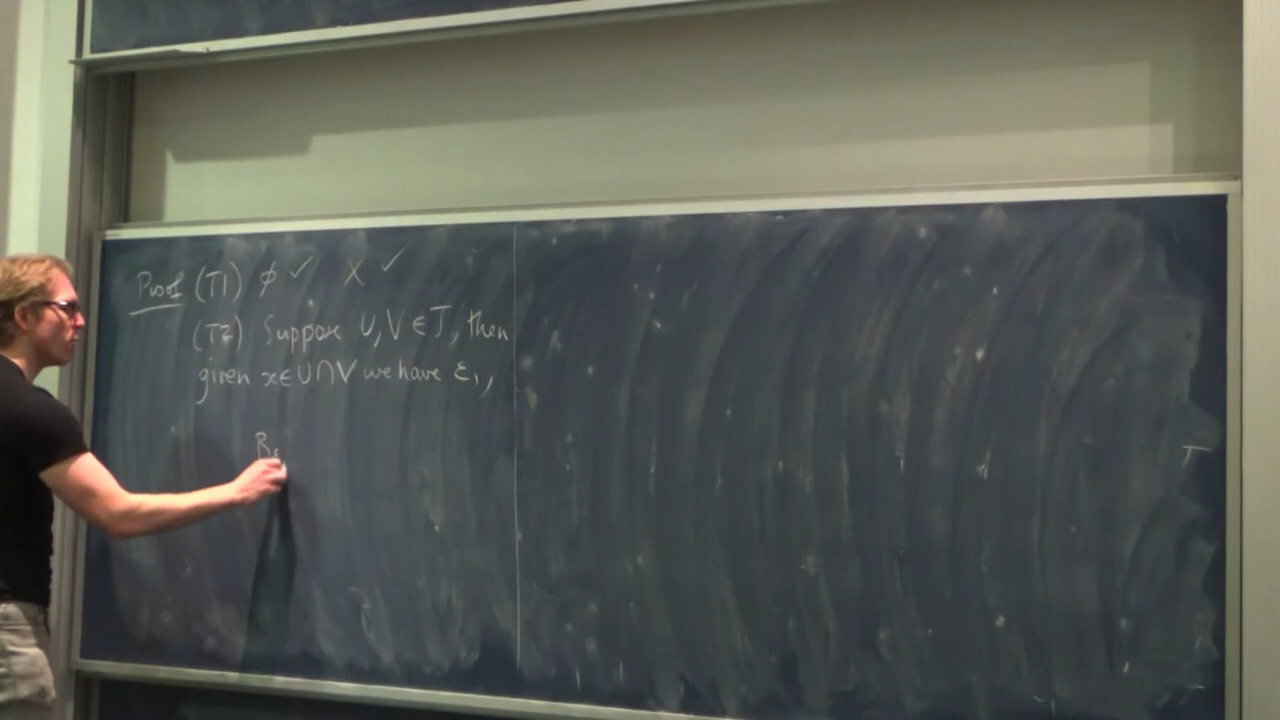 Proof (T1) ∅ ✓ X ✓
(T2) Suppose U, V ∈ T, then
given x ∈ U ∩ V we have ε₁,
B
T